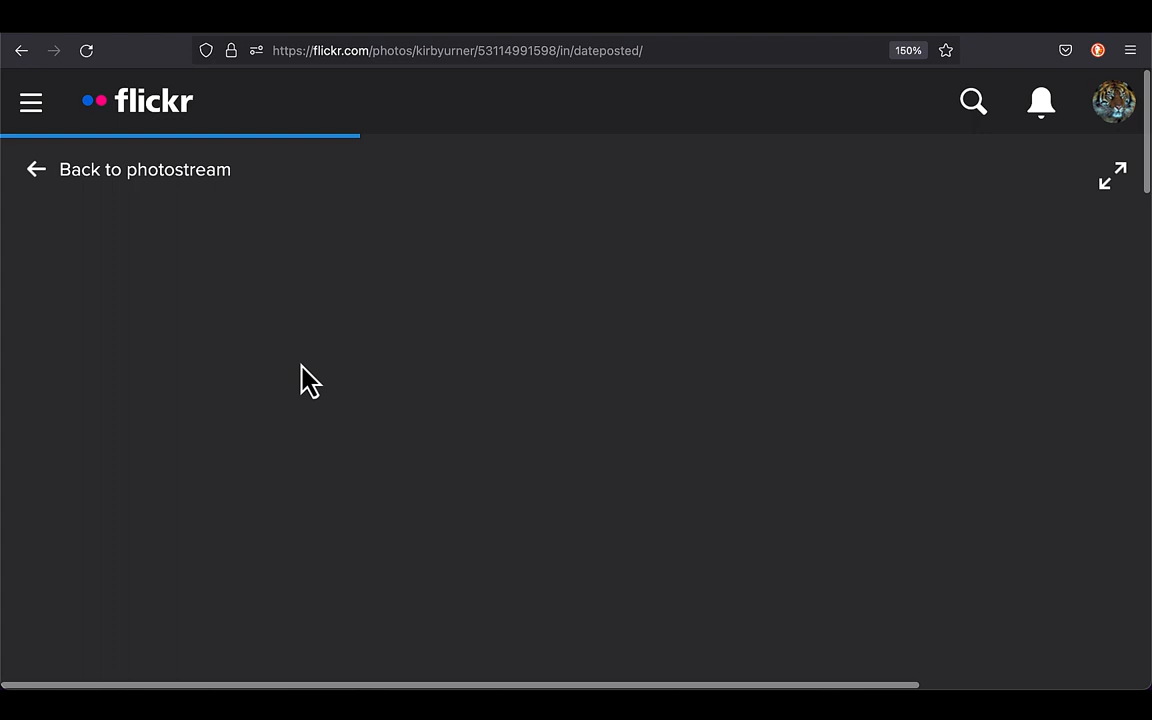 https://flickr.com/photos/kirbyurner/53114991598/in/dateposted/
150%
flickr
Back to photostream